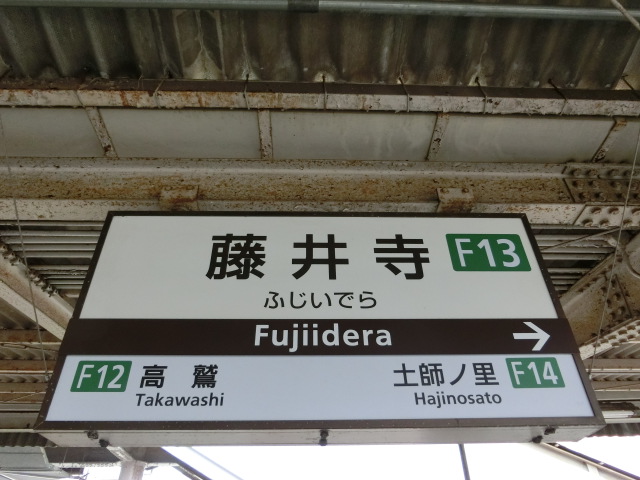 藤井寺 F13
ふじいでら
Fujiidera →
F12 高鷲 土師ノ里 F14
Takawashi Hajinosato